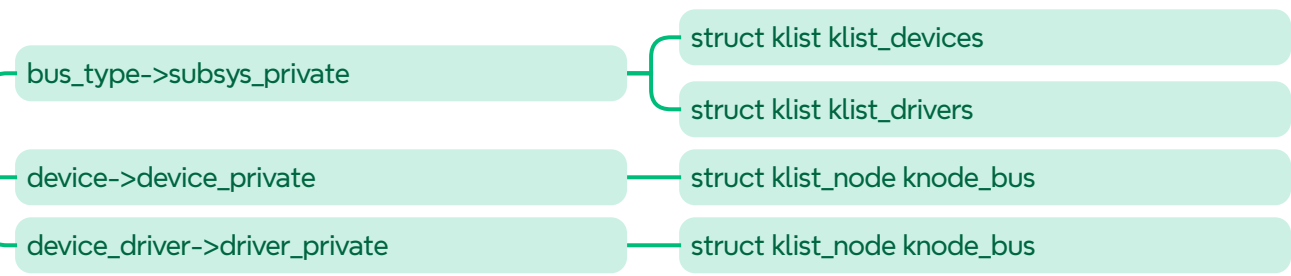 bus_type->subsys_private
struct klist klist_devices
struct klist klist_drivers
device->device_private
struct klist_node knode_bus
device_driver->driver_private
struct klist_node knode_bus